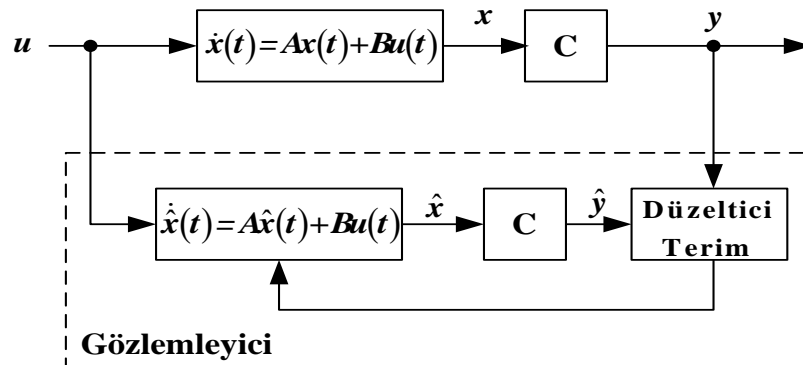 u
ẋ(t)=Ax(t)+Bu(t)
x
C
y
x̂̇(t)=Ax̂(t)+Bu(t)
x̂
C
ŷ
Düzeltici
Terim
Gözlemleyici